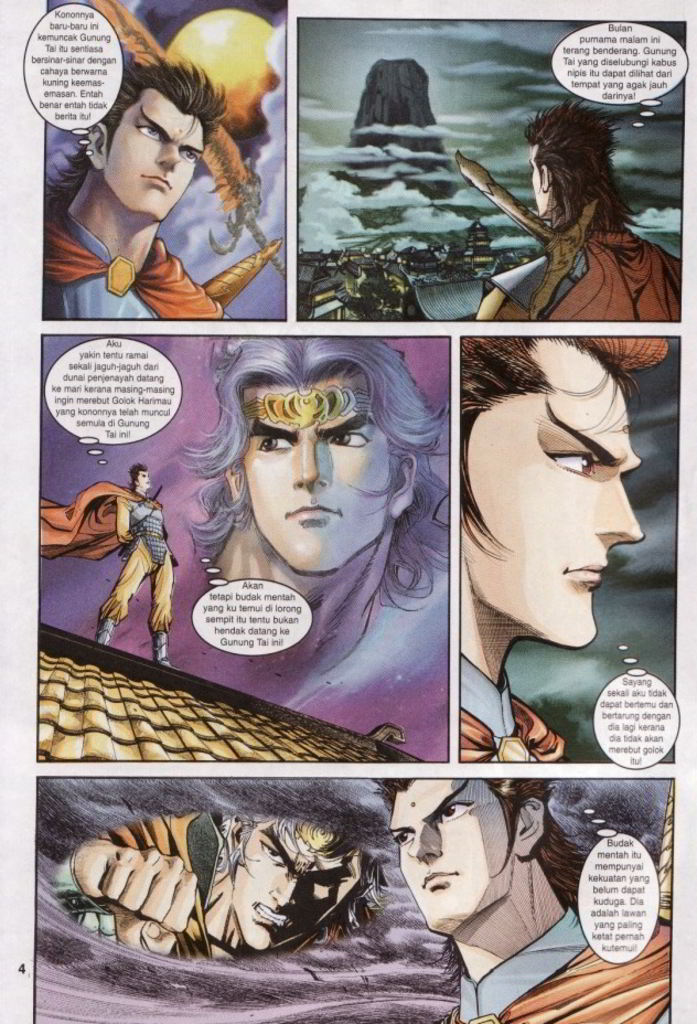 Kononnya
baru-baru ini
kemuncak Gunung
Tai itu sentiasa
bersinar-sinar dengan
cahaya berwarna
kuning keemas-
emasan. Entah
benar entah tidak
berita itu!
Bulan
purnama malam ini
terang benderang. Gunung
Tai yang diselubungi kabus
nipis itu dapat dilihat dari
tempat yang agak jauh
darinya!
Aku
yakin tentu ramai
sekali jaguh-jaguh dari
dunai penjenayah datang
ke mari kerana masing-masing
ingin merebut Golok Harimau
yang kononnya telah muncul
semula di Gunung
Tai ini!
Akan
tetapi budak mentah
yang ku temui di lorong
sempit itu tentu bukan
hendak datang ke
Gunung Tai ini!
Sayang
sekali aku tidak
dapat bertemu dan
bertarung dengan
dia lagi kerana
dia tidak akan
merebut golok
itu!
Budak
mentah itu
mempunyai
kekuatan yang
belum dapat
kuduga. Dia
adalah lawan
yang paling
ketat pernah
kutemui!
4